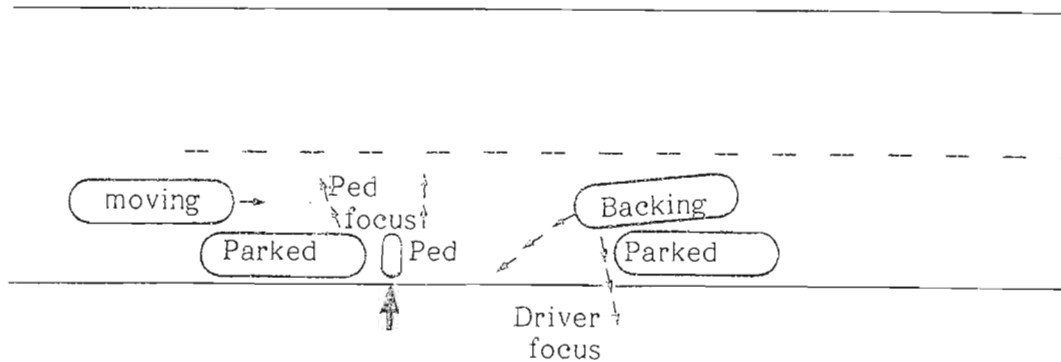 moving
Parked
Ped
focus
Ped
Backing
Parked
Driver
focus